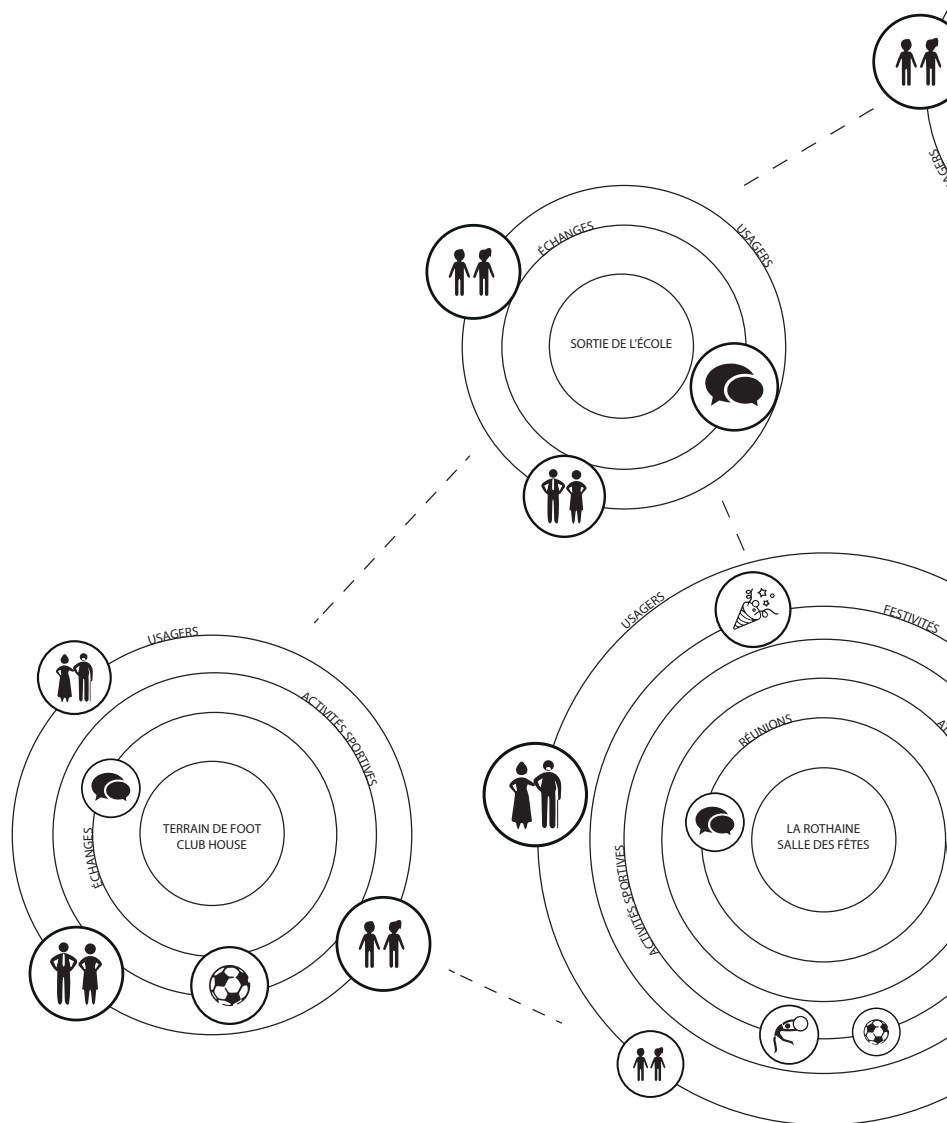 ÉCHANGES
USAGERS
SORTIE DE L'ÉCOLE
USAGERS
ACTIVITÉS SPORTIVES
ÉCHANGES
TERRAIN DE FOOT
CLUB HOUSE
USAGERS
FESTIVITÉS
RÉUNIONS
LA ROTHAINE
SALLE DES FÊTES
ACTIVITÉS SPORTIVES